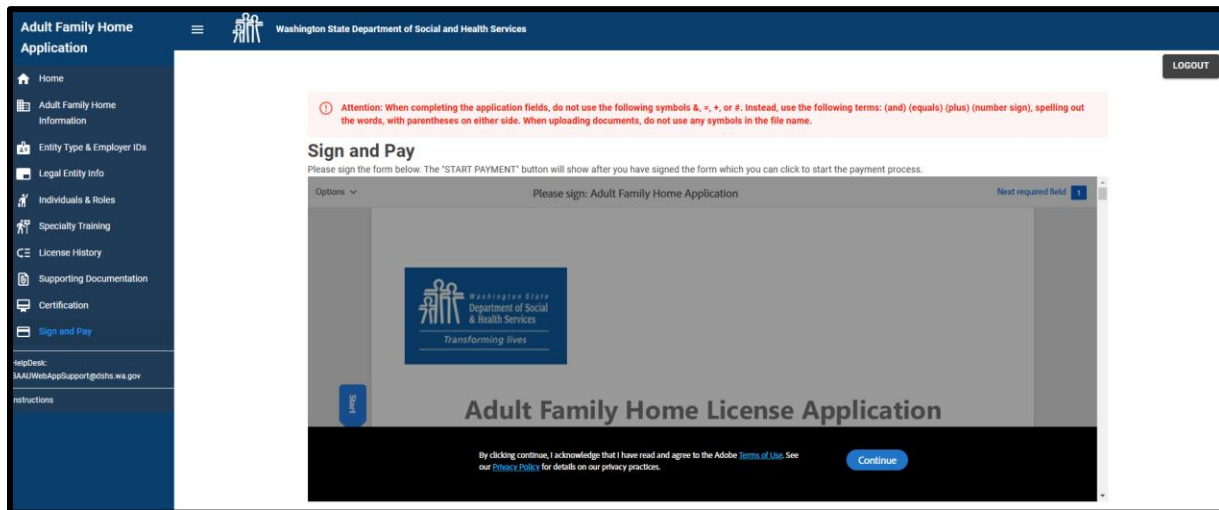 Adult Family Home
Application
Washington State Department of Social and Health Services
LOGOUT
Home
Adult Family Home
Information
Entity Type & Employer IDs
Legal Entity Info
Individuals & Roles
Specialty Training
License History
Supporting Documentation
Certification
Sign and Pay
HelpDesk:
BAAUWebAppSupport@dshs.wa.gov
nstructions
Attention: When completing the application fields, do not use the following symbols &, =, +, or #. Instead, use the following terms: (and) (equals) (plus) (number sign), spelling out
the words, with parentheses on either side. When uploading documents, do not use any symbols in the file name.
Sign and Pay
Please sign the form below. The "START PAYMENT" button will show after you have signed the form which you can click to start the payment process.
Options
Please sign: Adult Family Home Application
Next required field 1
Washington State
Department of Social
& Health Services
Transforming lives
Start
Adult Family Home License Application
By clicking continue, I acknowledge that I have read and agree to the Adobe Terms of Use. See
our Privacy Policy for details on our privacy practices.
Continue